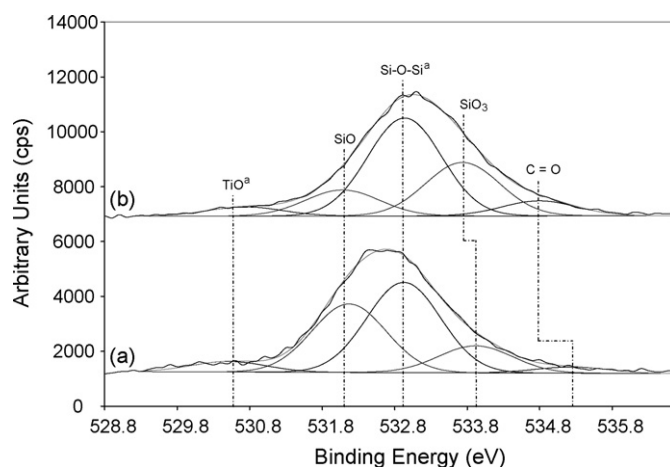 14000
12000
10000
8000
6000
4000
2000
0
Arbitrary Units (cps)
Si-O-Siᵃ
SiO₃
SiO
C = O
TiOᵃ
(b)
(a)
528.8 529.8 530.8 531.8 532.8 533.8 534.8 535.8
Binding Energy (eV)